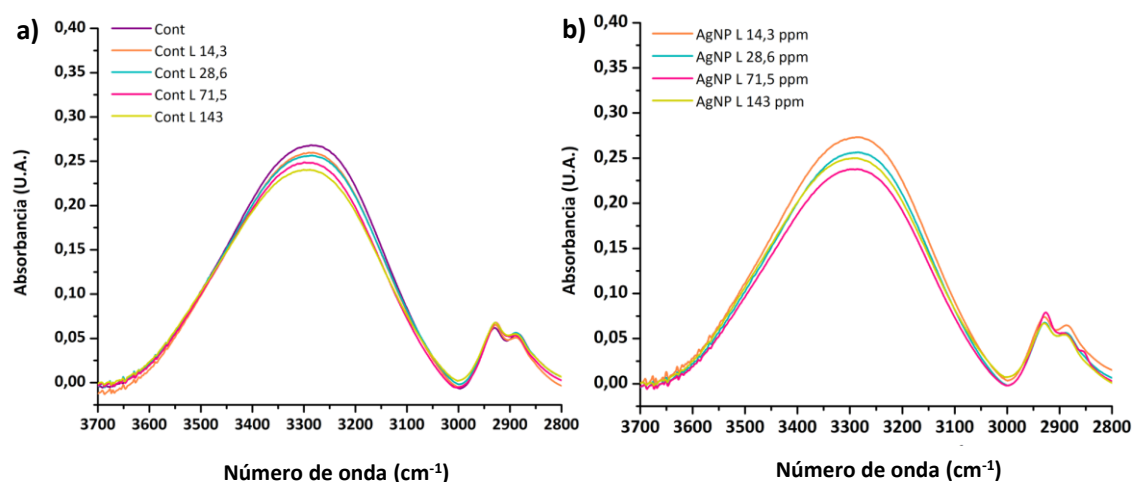 a)
0,40
0,35
0,30
0,25
0,20
0,15
0,10
0,05
0,00
Absorbancia (U.A.)
Cont
Cont L 14,3
Cont L 28,6
Cont L 71,5
Cont L 143
3700 3600 3500 3400 3300 3200 3100 3000 2900 2800
Número de onda (cm-1)
b)
0,40
0,35
0,30
0,25
0,20
0,15
0,10
0,05
0,00
Absorbancia (U.A.)
AgNP L 14,3 ppm
AgNP L 28,6 ppm
AgNP L 71,5 ppm
AgNP L 143 ppm
3700 3600 3500 3400 3300 3200 3100 3000 2900 2800
Número de onda (cm-1)